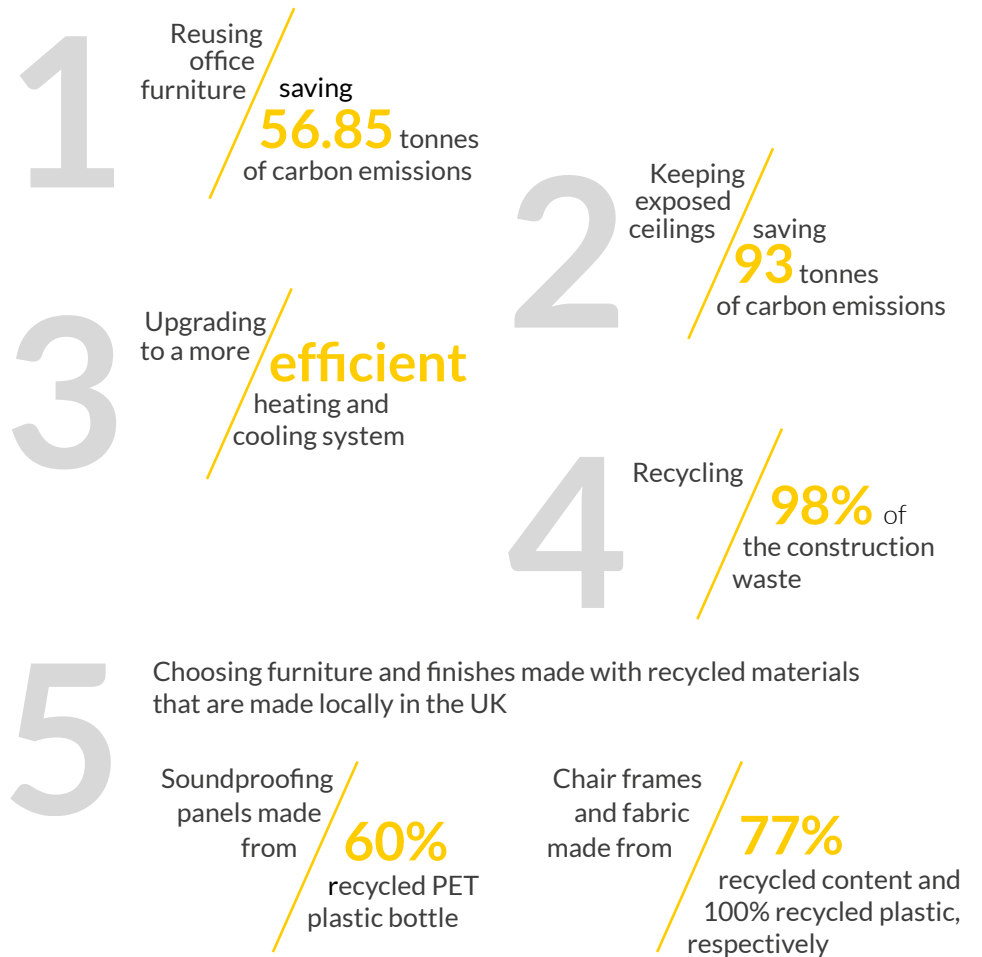 1
Reusing
office
furniture
saving
56.85 tonnes
of carbon emissions
2
Keeping
exposed
ceilings
saving
93 tonnes
of carbon emissions
3
Upgrading
to a more
efficient
heating and
cooling system
4
Recycling
98% of
the construction
waste
5
Choosing furniture and finishes made with recycled materials
that are made locally in the UK
Soundproofing
panels made
from
60%
recycled PET
plastic bottle
Chair frames
and fabric
made from
77%
recycled content and
100% recycled plastic,
respectively